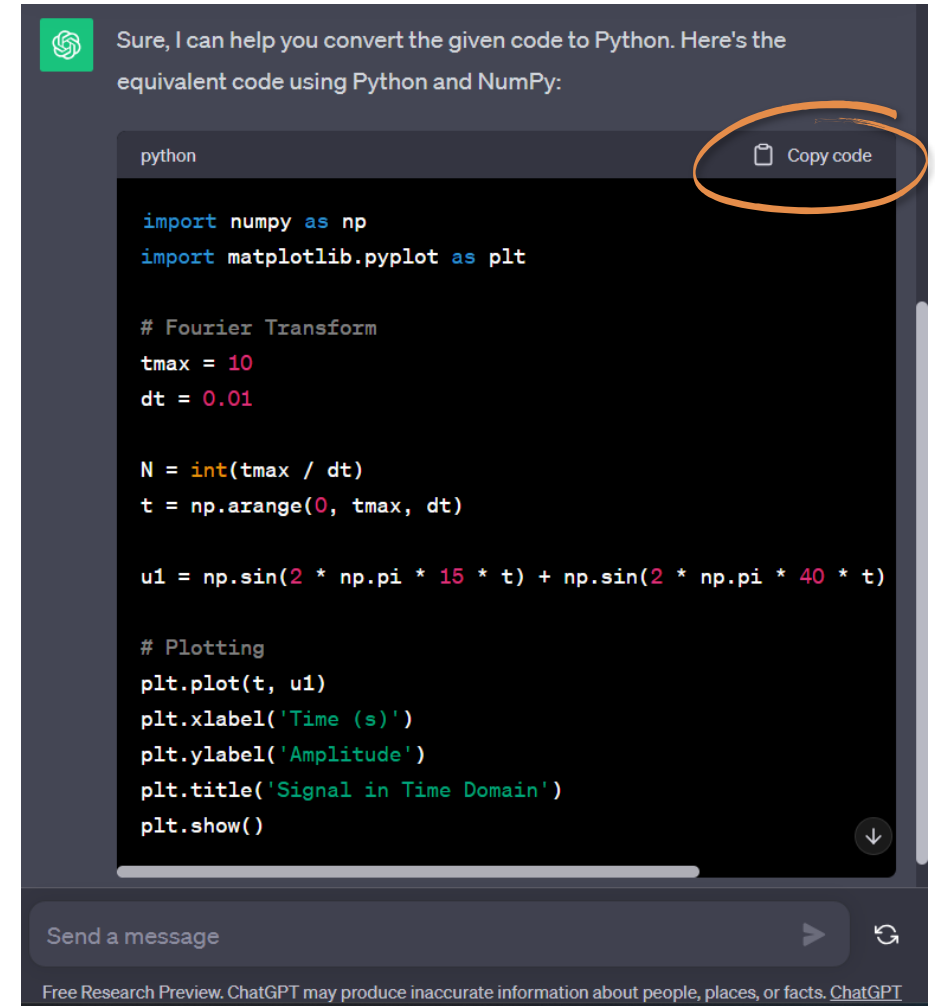 Sure, I can help you convert the given code to Python. Here's the
equivalent code using Python and NumPy:
python
Copy code
import numpy as np
import matplotlib.pyplot as plt
# Fourier Transform
tmax = 10
dt = 0.01
N = int(tmax / dt)
t = np.arange(0, tmax, dt)
u1 = np.sin(2 * np.pi * 15 * t) + np.sin(2 * np.pi * 40 * t)
# Plotting
plt.plot(t, u1)
plt.xlabel('Time (s)')
plt.ylabel('Amplitude')
plt.title('Signal in Time Domain')
plt.show()
Send a message
Free Research Preview. ChatGPT may produce inaccurate information about people, places, or facts. ChatGPT